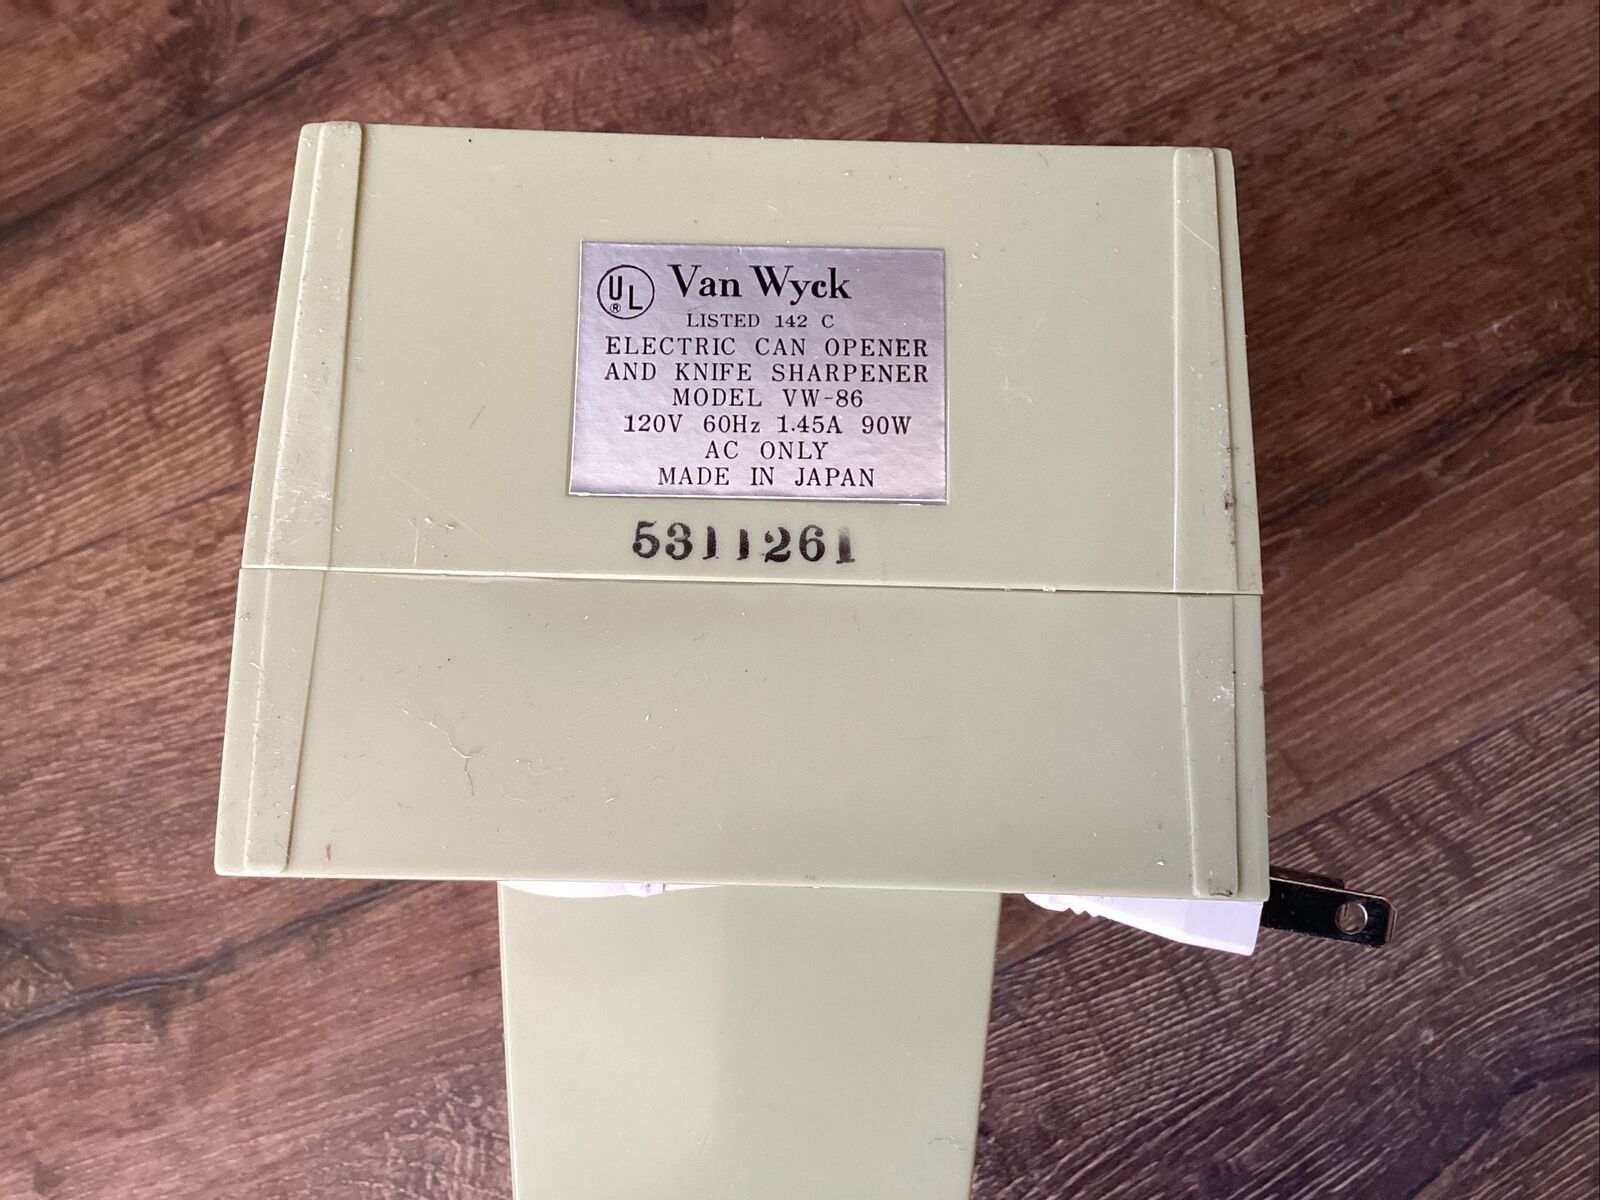 UL®
Van Wyck
LISTED 142 C
ELECTRIC CAN OPENER
AND KNIFE SHARPENER
MODEL VW-86
120V 60Hz 1.45A 90W
AC ONLY
MADE IN JAPAN
5311261